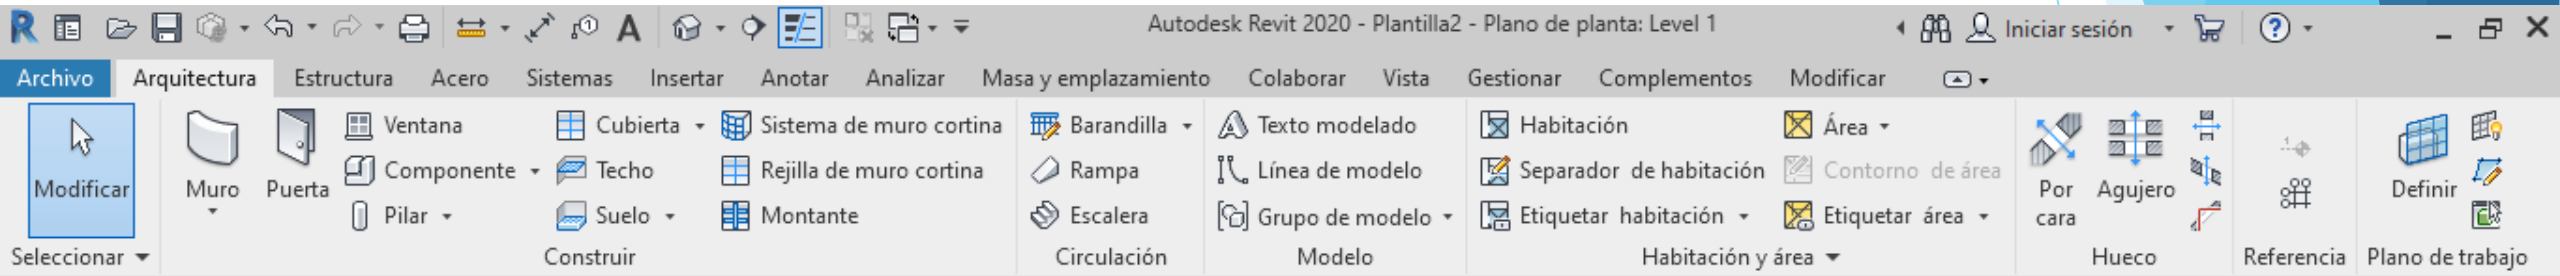 Autodesk Revit 2020 - Plantilla2 - Plano de planta: Level 1 Iniciar sesión
Archivo Arquitectura Estructura Acero Sistemas Insertar Anotar Analizar Masa y emplazamiento Colaborar Vista Gestionar Complementos Modificar
Modificar
Seleccionar
Muro
Puerta
Ventana
Componente
Pilar
Cubierta
Techo
Suelo
Sistema de muro cortina
Rejilla de muro cortina
Montante
Construir
Barandilla
Rampa
Escalera
Circulación
Texto modelado
Línea de modelo
Grupo de modelo
Modelo
Habitación
Separador de habitación
Etiquetar habitación
Área
Contorno de área
Etiquetar área
Habitación y área
Por
cara
Agujero
Hueco
Referencia
Definir
Plano de trabajo